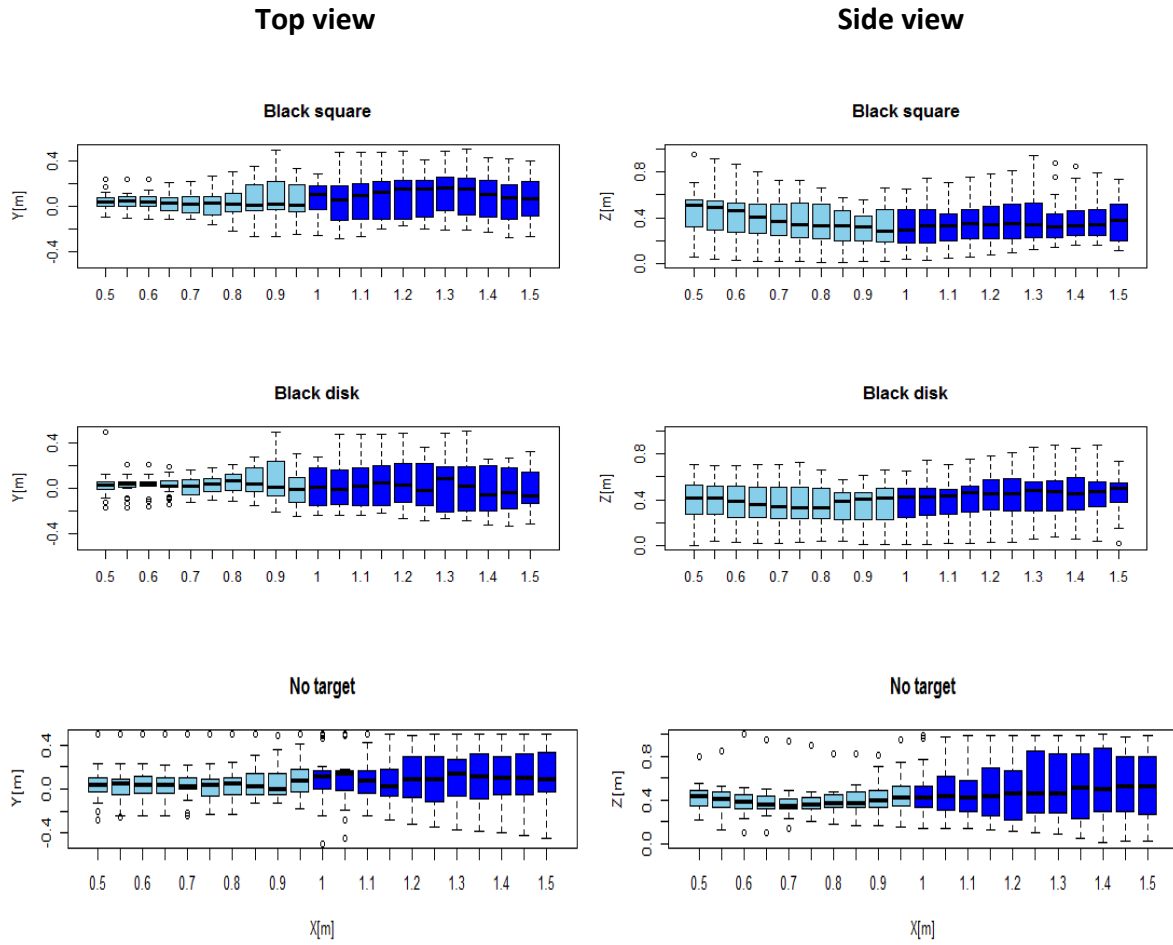 Top view Side view
Black square Black square
Y[m] -0.4 0.0 0.4 Z[m] 0.0 0.4 0.8
0.5 0.6 0.7 0.8 0.9 1 1.1 1.2 1.3 1.4 1.5 0.5 0.6 0.7 0.8 0.9 1 1.1 1.2 1.3 1.4 1.5
Black disk Black disk
Y[m] -0.4 0.0 0.4 Z[m] 0.0 0.4 0.8
0.5 0.6 0.7 0.8 0.9 1 1.1 1.2 1.3 1.4 1.5 0.5 0.6 0.7 0.8 0.9 1 1.1 1.2 1.3 1.4 1.5
No target No target
Y[m] -0.4 0.0 0.4 Z[m] 0.0 0.4 0.8
0.5 0.6 0.7 0.8 0.9 1 1.1 1.2 1.3 1.4 1.5 0.5 0.6 0.7 0.8 0.9 1 1.1 1.2 1.3 1.4 1.5
X[m] X[m]